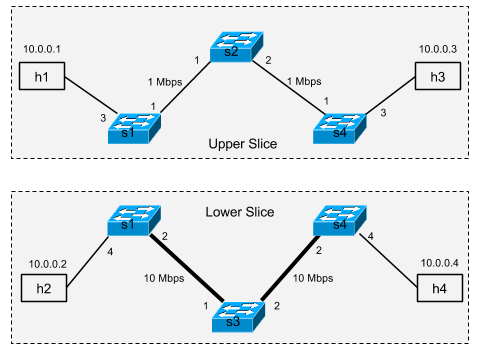 10.0.0.1
10.0.0.3
h1
h3
s2
1
2
1 Mbps
1 Mbps
3
1
1
3
s1
s4
Upper Slice
Lower Slice
s1
s4
2
2
4
4
10.0.0.2
10.0.0.4
10 Mbps
10 Mbps
h2
h4
1
2
s3